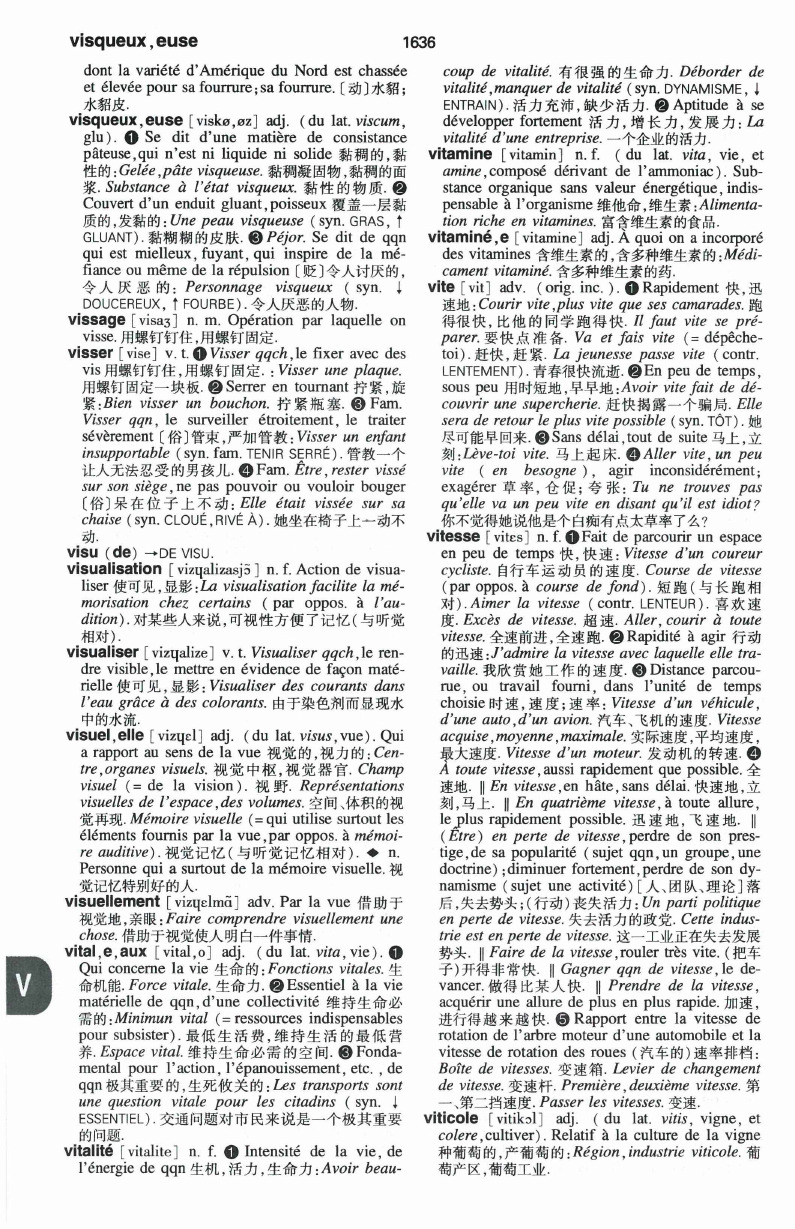 visqueux,euse
1636
dont la variété d'Amérique du Nord est chassée
et élevée pour sa fourrure;sa fourrure. [动]水貂;
水貂皮.
visqueux,euse [viskø,øz] adj. (du lat. viscum,
glu). ❶ Se dit d'une matière de consistance
pâteuse,qui n'est ni liquide ni solide 黏稠的,黏
性的:Gelée,pâte visqueuse. 黏稠凝固物,黏稠的面
浆. Substance à l'état visqueux. 黏性的物质. ❷
Couvert d'un enduit gluant,poisseux 覆盖一层黏
质的,发黏的:Une peau visqueuse (syn. GRAS, ↑
GLUANT). 黏糊糊的皮肤. ❸ Péjor. Se dit de qqn
qui est mielleux, fuyant, qui inspire de la mé-
fiance ou même de la répulsion [贬]令人讨厌的,
令人厌恶的: Personnage visqueux (syn. ↓
DOUCEREUX, ↑ FOURBE). 令人厌恶的人物.
vissage [visaʒ] n. m. Opération par laquelle on
visse. 用螺钉钉住,用螺钉固定.
visser [vise] v. t. ❶ Visser qqch,le fixer avec des
vis 用螺钉钉住,用螺钉固定. : Visser une plaque.
用螺钉固定一块板. ❷ Serrer en tournant 拧紧,旋
紧:Bien visser un bouchon. 拧紧瓶塞. ❸ Fam.
Visser qqn, le surveiller étroitement, le traiter
sévèrement [俗]管束,严加管教:Visser un enfant
insupportable (syn. fam. TENIR SERRÉ). 管教一个
让人无法忍受的男孩儿. ❹ Fam. Être, rester vissé
sur son siège,ne pas pouvoir ou vouloir bouger
[俗]呆在位子上不动: Elle était vissée sur sa
chaise (syn. CLOUÉ,RIVÉ À). 她坐在椅子上一动不
动.
visu (de) →DE VISU.
visualisation [vizɥalizasjɔ̃] n. f. Action de visua-
liser 使可见,显影:La visualisation facilite la mé-
morisation chez certains (par oppos. à l'au-
dition). 对某些人来说,可视性方便了记忆(与听觉
相对).
visualiser [vizɥalize] v. t. Visualiser qqch,le ren-
dre visible,le mettre en évidence de façon maté-
rielle 使可见,显影:Visualiser des courants dans
l'eau grâce à des colorants. 由于染色剂而显现水
中的水流.
visuel,elle [vizɥɛl] adj. (du lat. visus,vue). Qui
a rapport au sens de la vue 视觉的,视力的:Cen-
tre,organes visuels. 视觉中枢,视觉器官. Champ
visuel (= de la vision). 视野. Représentations
visuelles de l'espace,des volumes. 空间、体积的视
觉再现. Mémoire visuelle (=qui utilise surtout les
éléments fournis par la vue,par oppos. à mémoi-
re auditive). 视觉记忆(与听觉记忆相对). ◆ n.
Personne qui a surtout de la mémoire visuelle. 视
觉记忆特别好的人.
visuellement [vizɥɛlmɑ̃] adv. Par la vue 借助于
视觉地,亲眼:Faire comprendre visuellement une
chose. 借助于视觉使人明白一件事情.
vital,e,aux [vital,o] adj. (du lat. vita,vie). ❶
Qui concerne la vie 生命的:Fonctions vitales. 生
命机能. Force vitale. 生命力. ❷ Essentiel à la vie
matérielle de qqn,d'une collectivité 维持生命必
需的:Minimun vital (= ressources indispensables
pour subsister). 最低生活费,维持生活的最低营
养. Espace vital. 维持生命必需的空间. ❸ Fonda-
mental pour l'action, l'épanouissement, etc. , de
qqn 极其重要的,生死攸关的:Les transports sont
une question vitale pour les citadins (syn. ↓
ESSENTIEL). 交通问题对市民来说是一个极其重要
的问题.
vitalité [vitalite] n. f. ❶ Intensité de la vie, de
l'énergie de qqn 生机,活力,生命力:Avoir beau-
V
coup de vitalité. 有很强的生命力. Déborder de
vitalité,manquer de vitalité (syn. DYNAMISME, ↓
ENTRAIN). 活力充沛,缺少活力. ❷ Aptitude à se
développer fortement 活力,增长力,发展力: La
vitalité d'une entreprise. 一个企业的活力.
vitamine [vitamin] n. f. (du lat. vita, vie, et
amine,composé dérivant de l'ammoniac). Sub-
stance organique sans valeur énergétique,indis-
pensable à l'organisme 维他命,维生素:Alimenta-
tion riche en vitamines. 富含维生素的食品.
vitaminé,e [vitamine] adj. À quoi on a incorporé
des vitamines 含维生素的,含多种维生素的:Médi-
cament vitaminé. 含多种维生素的药.
vite [vit] adv. (orig. inc.). ❶ Rapidement 快,迅
速地:Courir vite,plus vite que ses camarades. 跑
得很快,比他的同学跑得快. Il faut vite se pré-
parer. 要快点准备. Va et fais vite (= dépêche-
toi). 赶快,赶紧. La jeunesse passe vite (contr.
LENTEMENT). 青春很快流逝. ❷ En peu de temps,
sous peu 用时短地,早早地:Avoir vite fait de dé-
couvrir une supercherie. 赶快揭露一个骗局. Elle
sera de retour le plus vite possible (syn. TÔT). 她
尽可能早回来. ❸ Sans délai,tout de suite 马上,立
刻:Lève-toi vite. 马上起床. ❹ Aller vite,un peu
vite (en besogne), agir inconsidérément;
exagérer 草率,仓促;夸张: Tu ne trouves pas
qu'elle va un peu vite en disant qu'il est idiot?
你不觉得她说他是个白痴有点太草率了么?
vitesse [vitɛs] n. f. ❶ Fait de parcourir un espace
en peu de temps 快,快速: Vitesse d'un coureur
cycliste. 自行车运动员的速度. Course de vitesse
(par oppos. à course de fond). 短跑(与长跑相
对). Aimer la vitesse (contr. LENTEUR). 喜欢速
度. Excès de vitesse. 超速. Aller, courir à toute
vitesse. 全速前进,全速跑. ❷ Rapidité à agir 行动
的迅速:J'admire la vitesse avec laquelle elle tra-
vaille. 我欣赏她工作的速度. ❸ Distance parcou-
rue, ou travail fourni, dans l'unité de temps
choisie 时速,速度;速率: Vitesse d'un véhicule,
d'une auto,d'un avion. 汽车、飞机的速度. Vitesse
acquise,moyenne,maximale. 实际速度,平均速度,
最大速度. Vitesse d'un moteur. 发动机的转速. ❹
À toute vitesse,aussi rapidement que possible. 全
速地. ‖ En vitesse,en hâte,sans délai. 快速地,立
刻,马上. ‖ En quatrième vitesse,à toute allure,
le plus rapidement possible. 迅速地,飞速地. ‖
(Être) en perte de vitesse,perdre de son pres-
tige,de sa popularité (sujet qqn,un groupe,une
doctrine);diminuer fortement,perdre de son dy-
namisme (sujet une activité)[人、团队、理论]落
后,失去势头;(行动)丧失活力:Un parti politique
en perte de vitesse. 失去活力的政党. Cette indus-
trie est en perte de vitesse. 这一工业正在失去发展
势头. ‖ Faire de la vitesse,rouler très vite. (把车
子)开得非常快. ‖ Gagner qqn de vitesse,le de-
vancer. 做得比某人快. ‖ Prendre de la vitesse,
acquérir une allure de plus en plus rapide. 加速,
进行得越来越快. ❺ Rapport entre la vitesse de
rotation de l'arbre moteur d'une automobile et la
vitesse de rotation des roues (汽车的)速率排档:
Boîte de vitesses. 变速箱. Levier de changement
de vitesse. 变速杆. Première,deuxième vitesse. 第
一、第二挡速度. Passer les vitesses. 变速.
viticole [vitikɔl] adj. (du lat. vitis, vigne, et
colere,cultiver). Relatif à la culture de la vigne
种葡萄的,产葡萄的:Région,industrie viticole. 葡
萄产区,葡萄工业.